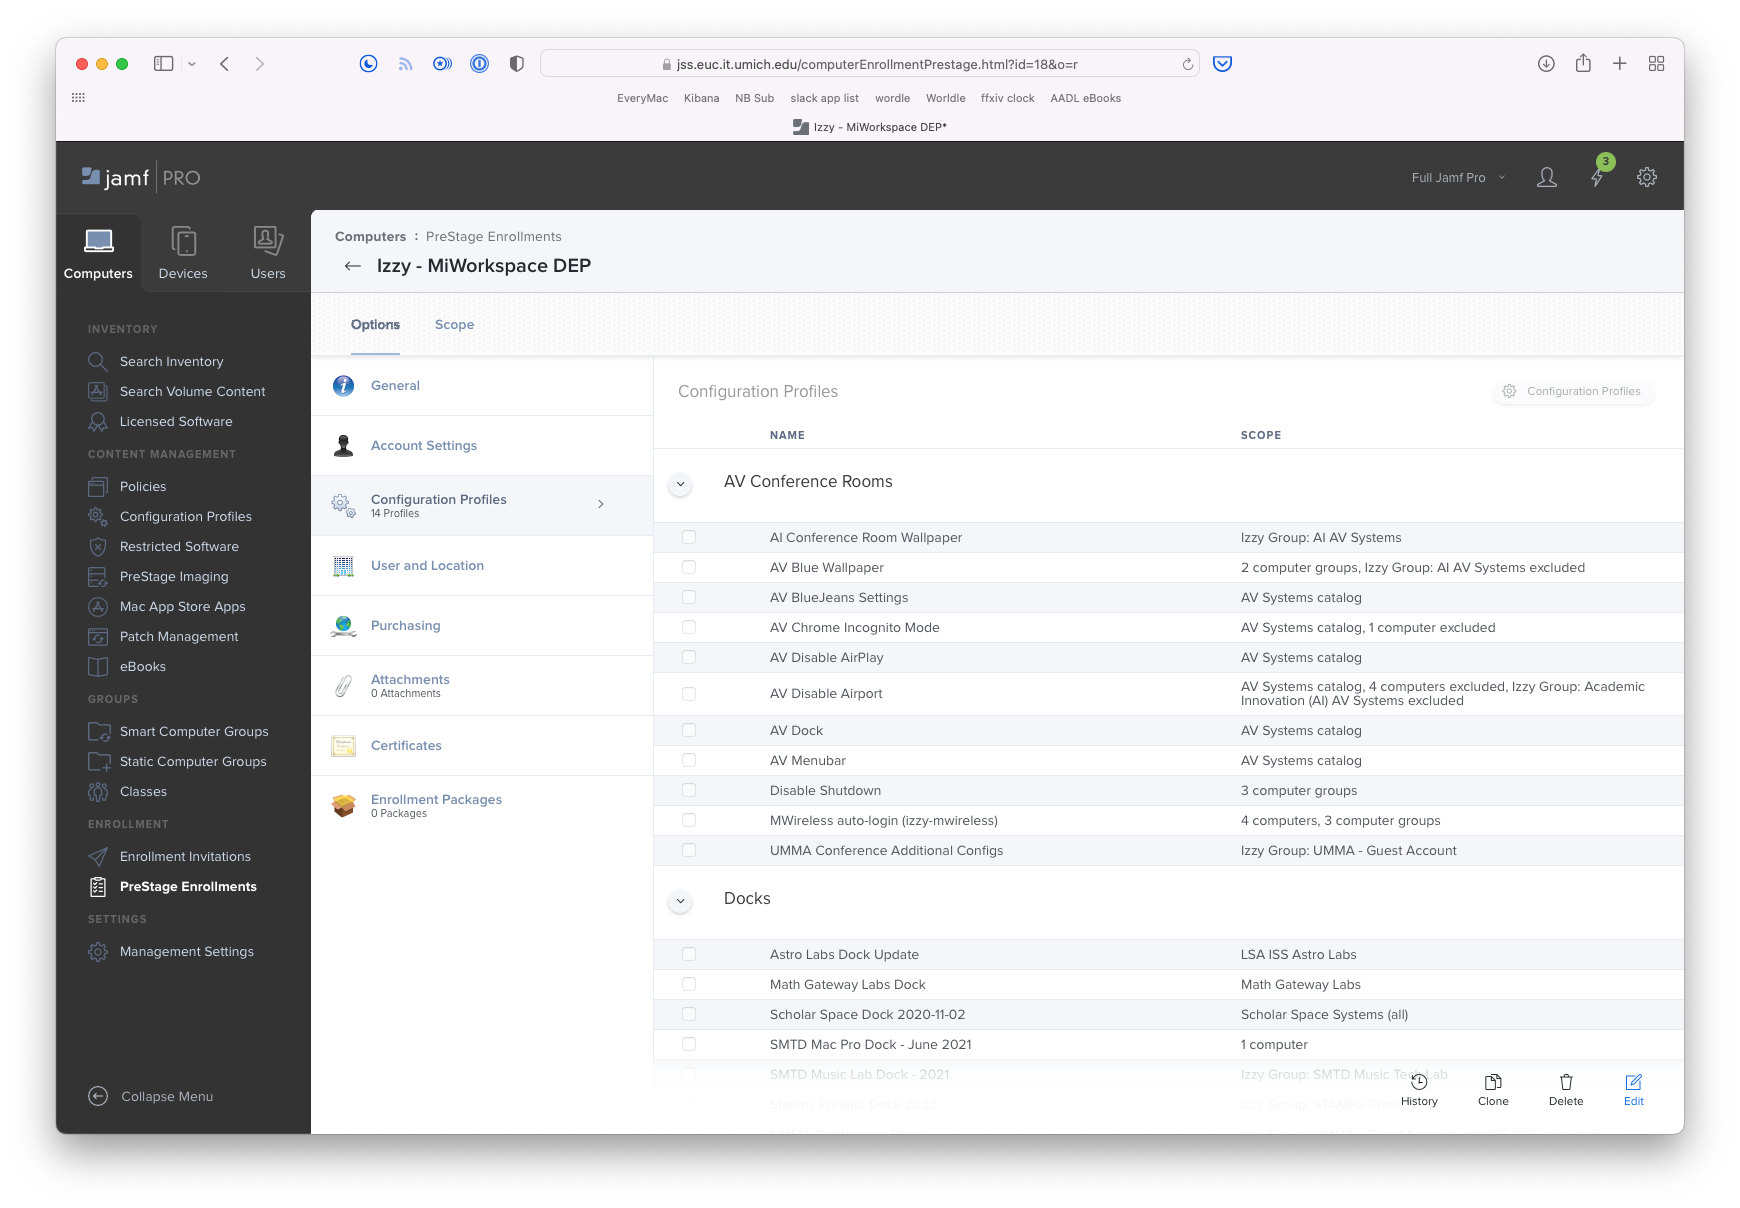 jss.euc.it.umich.edu/computerEnrollmentPrestage.html?id=18&o=r
EveryMac Kibana NB Sub slack app list wordle Worldle ffxiv clock AADL eBooks
Izzy - MiWorkspace DEP*
jamf PRO
Full Jamf Pro
3
Computers
Devices
Users
INVENTORY
Search Inventory
Search Volume Content
Licensed Software
CONTENT MANAGEMENT
Policies
Configuration Profiles
Restricted Software
PreStage Imaging
Mac App Store Apps
Patch Management
eBooks
GROUPS
Smart Computer Groups
Static Computer Groups
Classes
ENROLLMENT
Enrollment Invitations
PreStage Enrollments
SETTINGS
Management Settings
Collapse Menu
Computers : PreStage Enrollments
← Izzy - MiWorkspace DEP
Options Scope
General
Account Settings
Configuration Profiles
14 Profiles
User and Location
Purchasing
Attachments
0 Attachments
Certificates
Enrollment Packages
0 Packages
Configuration Profiles
Configuration Profiles
NAME SCOPE
AV Conference Rooms
AI Conference Room Wallpaper Izzy Group: AI AV Systems
AV Blue Wallpaper 2 computer groups, Izzy Group: AI AV Systems excluded
AV BlueJeans Settings AV Systems catalog
AV Chrome Incognito Mode AV Systems catalog, 1 computer excluded
AV Disable AirPlay AV Systems catalog
AV Disable Airport AV Systems catalog, 4 computers excluded, Izzy Group: Academic
Innovation (AI) AV Systems excluded
AV Dock AV Systems catalog
AV Menubar AV Systems catalog
Disable Shutdown 3 computer groups
MWireless auto-login (izzy-mwireless) 4 computers, 3 computer groups
UMMA Conference Additional Configs Izzy Group: UMMA - Guest Account
Docks
Astro Labs Dock Update LSA ISS Astro Labs
Math Gateway Labs Dock Math Gateway Labs
Scholar Space Dock 2020-11-02 Scholar Space Systems (all)
SMTD Mac Pro Dock - June 2021 1 computer
SMTD Music Lab Dock - 2021 Izzy Group: SMTD Music Tech Lab
Stamps Printlab Dock 2022 Izzy Group: STAMPS
History Clone Delete Edit